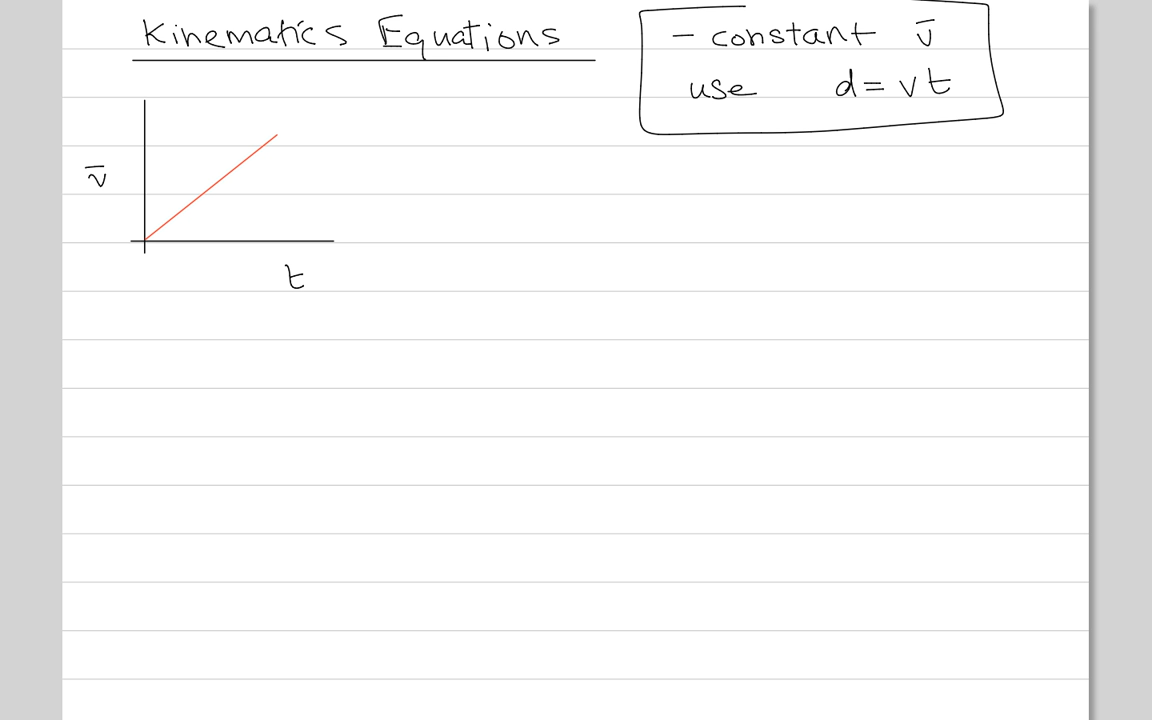 Kinematics Equations
- constant v̄
use d = vt
v̄
t